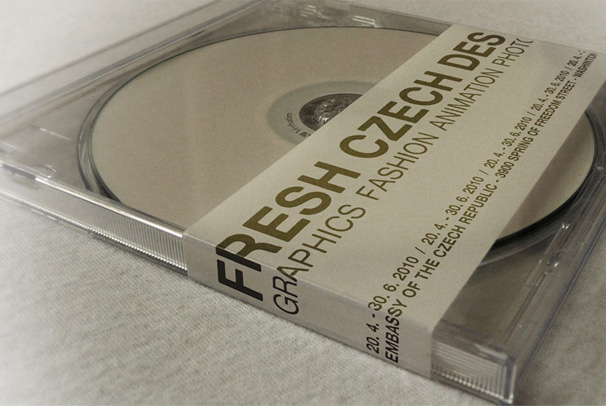 FRESH CZECH DES
GRAPHICS FASHION ANIMATION PHOTO
20. 4. - 30. 6. 2010 / 20. 4. - 30. 6. 2010 / 20. 4. - 30. 6. 2010 / 20. 4. - 30. 6. 2010 / 20. 4. -
EMBASSY OF THE CZECH REPUBLIC - 3900 SPRING OF FREEDOM STREET - WASHINGTON